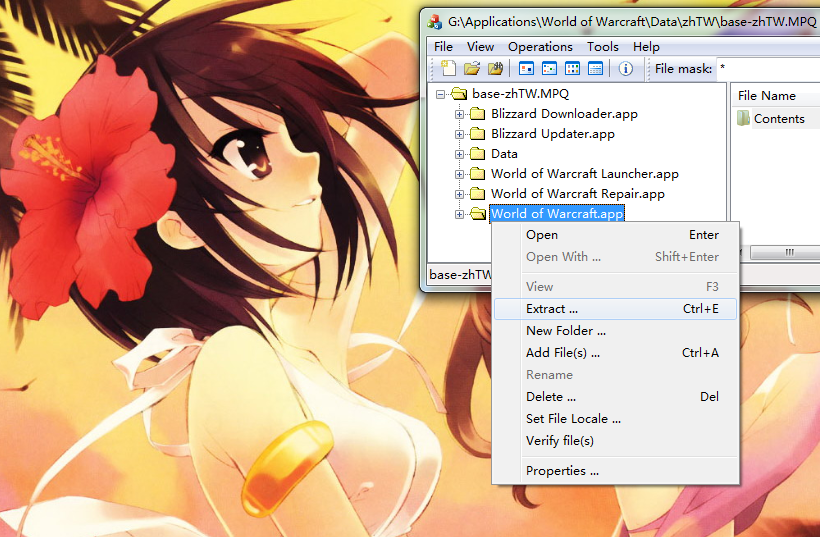 G:\Applications\World of Warcraft\Data\zhTW\base-zhTW.MPQ
File View Operations Tools Help
File mask: *
base-zhTW.MPQ
Blizzard Downloader.app
Blizzard Updater.app
Data
World of Warcraft Launcher.app
World of Warcraft Repair.app
World of Warcraft.app
File Name
Contents
base-zhTW
Open Enter
Open With ... Shift+Enter
View F3
Extract ... Ctrl+E
New Folder ...
Add File(s) ... Ctrl+A
Rename
Delete ... Del
Set File Locale ...
Verify file(s)
Properties ...